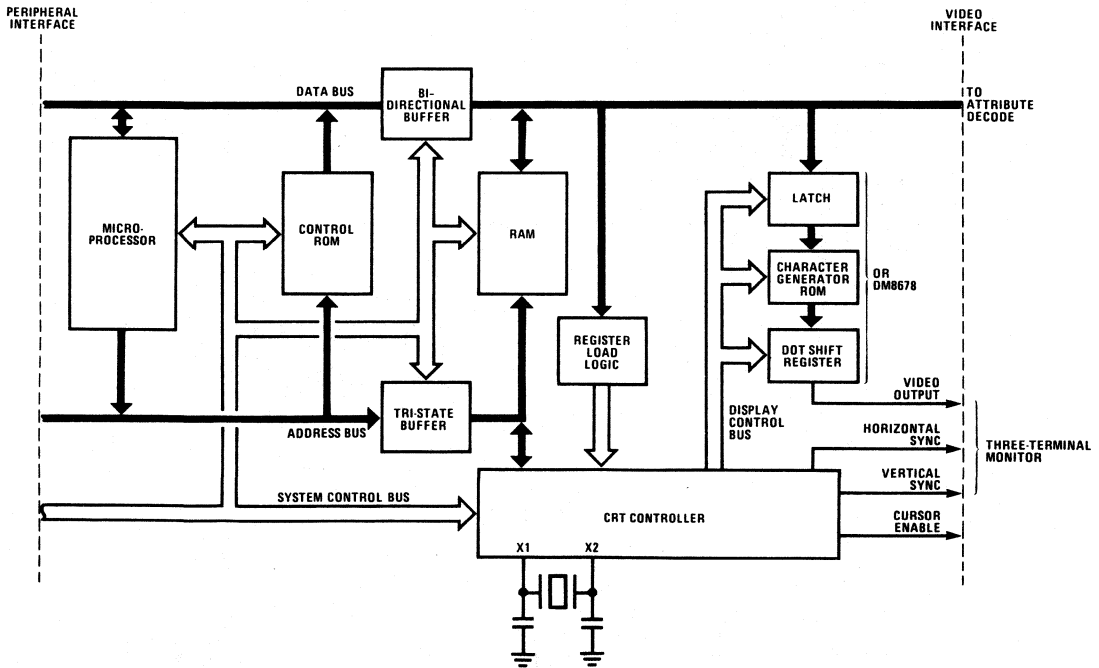 PERIPHERAL
INTERFACE
VIDEO
INTERFACE
DATA BUS
BI-
DIRECTIONAL
BUFFER
TO
ATTRIBUTE
DECODE
MICRO-
PROCESSOR
CONTROL
ROM
RAM
LATCH
CHARACTER
GENERATOR
ROM
OR
DM8678
DOT SHIFT
REGISTER
REGISTER
LOAD
LOGIC
TRI-STATE
BUFFER
ADDRESS BUS
DISPLAY
CONTROL
BUS
VIDEO
OUTPUT
HORIZONTAL
SYNC
THREE-TERMINAL
MONITOR
VERTICAL
SYNC
SYSTEM CONTROL BUS
CRT CONTROLLER
CURSOR
ENABLE
X1
X2